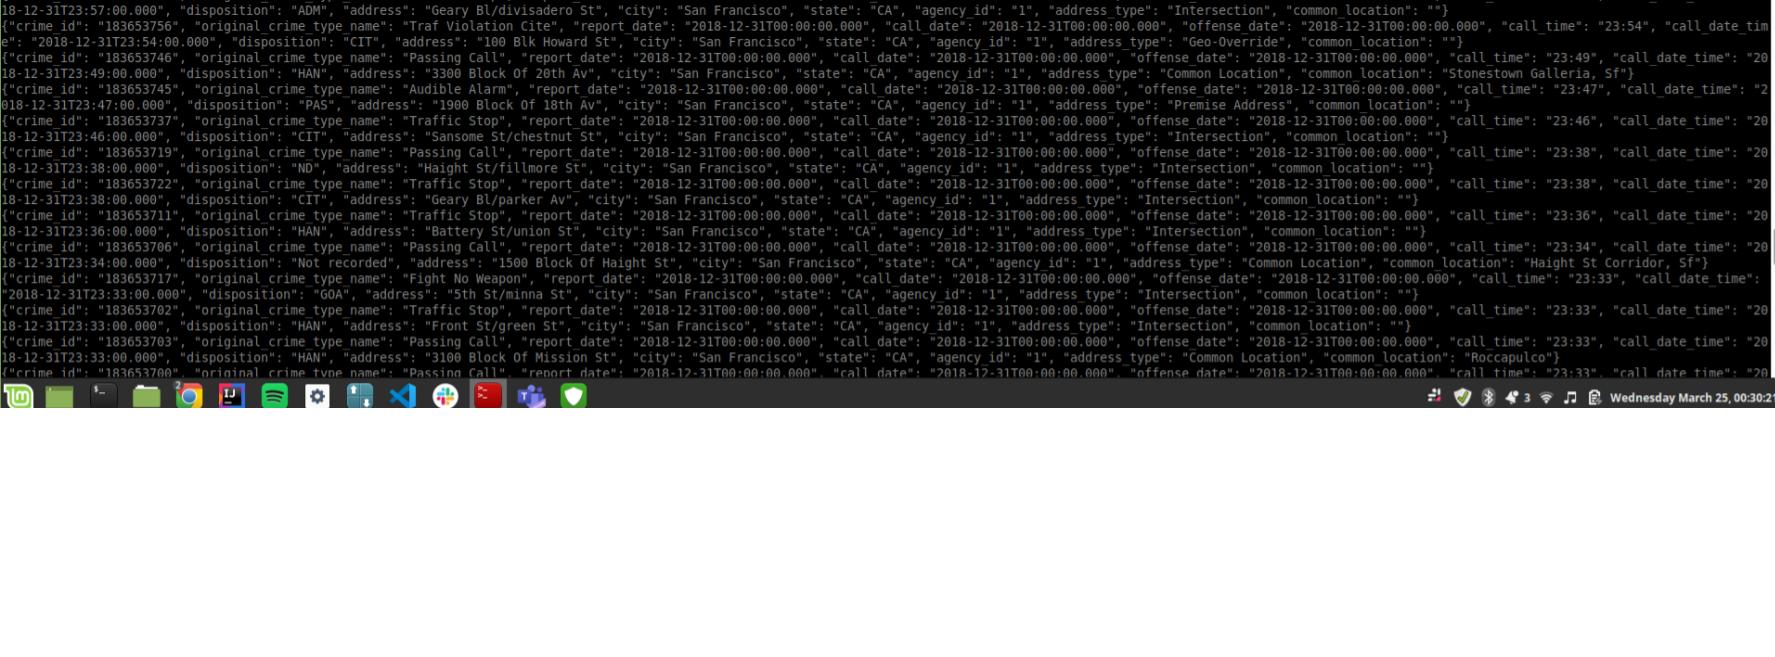 18-12-31T23:57:00.000", "disposition": "ADM", "address": "Geary Bl/divisadero St", "city": "San Francisco", "state": "CA", "agency_id": "1", "address_type": "Intersection", "common_location": ""}
{"crime_id": "183653756", "original_crime_type_name": "Traf Violation Cite", "report_date": "2018-12-31T00:00:00.000", "call_date": "2018-12-31T00:00:00.000", "offense_date": "2018-12-31T00:00:00.000", "call_time": "23:54", "call_date_tim
e": "2018-12-31T23:54:00.000", "disposition": "CIT", "address": "100 Blk Howard St", "city": "San Francisco", "state": "CA", "agency_id": "1", "address_type": "Geo-Override", "common_location": ""}
{"crime_id": "183653746", "original_crime_type_name": "Passing Call", "report_date": "2018-12-31T00:00:00.000", "call_date": "2018-12-31T00:00:00.000", "offense_date": "2018-12-31T00:00:00.000", "call_time": "23:49", "call_date_time": "20
18-12-31T23:49:00.000", "disposition": "HAN", "address": "3300 Block Of 20th Av", "city": "San Francisco", "state": "CA", "agency_id": "1", "address_type": "Common Location", "common_location": "Stonestown Galleria, Sf"}
{"crime_id": "183653745", "original_crime_type_name": "Audible Alarm", "report_date": "2018-12-31T00:00:00.000", "call_date": "2018-12-31T00:00:00.000", "offense_date": "2018-12-31T00:00:00.000", "call_time": "23:47", "call_date_time": "2
018-12-31T23:47:00.000", "disposition": "PAS", "address": "1900 Block Of 18th Av", "city": "San Francisco", "state": "CA", "agency_id": "1", "address_type": "Premise Address", "common_location": ""}
{"crime_id": "183653737", "original_crime_type_name": "Traffic Stop", "report_date": "2018-12-31T00:00:00.000", "call_date": "2018-12-31T00:00:00.000", "offense_date": "2018-12-31T00:00:00.000", "call_time": "23:46", "call_date_time": "20
18-12-31T23:46:00.000", "disposition": "CIT", "address": "Sansome St/chestnut St", "city": "San Francisco", "state": "CA", "agency_id": "1", "address_type": "Intersection", "common_location": ""}
{"crime_id": "183653719", "original_crime_type_name": "Passing Call", "report_date": "2018-12-31T00:00:00.000", "call_date": "2018-12-31T00:00:00.000", "offense_date": "2018-12-31T00:00:00.000", "call_time": "23:38", "call_date_time": "20
18-12-31T23:38:00.000", "disposition": "ND", "address": "Haight St/fillmore St", "city": "San Francisco", "state": "CA", "agency_id": "1", "address_type": "Intersection", "common_location": ""}
{"crime_id": "183653722", "original_crime_type_name": "Traffic Stop", "report_date": "2018-12-31T00:00:00.000", "call_date": "2018-12-31T00:00:00.000", "offense_date": "2018-12-31T00:00:00.000", "call_time": "23:38", "call_date_time": "20
18-12-31T23:38:00.000", "disposition": "CIT", "address": "Geary Bl/parker Av", "city": "San Francisco", "state": "CA", "agency_id": "1", "address_type": "Intersection", "common_location": ""}
{"crime_id": "183653711", "original_crime_type_name": "Traffic Stop", "report_date": "2018-12-31T00:00:00.000", "call_date": "2018-12-31T00:00:00.000", "offense_date": "2018-12-31T00:00:00.000", "call_time": "23:36", "call_date_time": "20
18-12-31T23:36:00.000", "disposition": "HAN", "address": "Battery St/union St", "city": "San Francisco", "state": "CA", "agency_id": "1", "address_type": "Intersection", "common_location": ""}
{"crime_id": "183653706", "original_crime_type_name": "Passing Call", "report_date": "2018-12-31T00:00:00.000", "call_date": "2018-12-31T00:00:00.000", "offense_date": "2018-12-31T00:00:00.000", "call_time": "23:34", "call_date_time": "20
18-12-31T23:34:00.000", "disposition": "Not recorded", "address": "1500 Block Of Haight St", "city": "San Francisco", "state": "CA", "agency_id": "1", "address_type": "Common Location", "common_location": "Haight St Corridor, Sf"}
{"crime_id": "183653717", "original_crime_type_name": "Fight No Weapon", "report_date": "2018-12-31T00:00:00.000", "call_date": "2018-12-31T00:00:00.000", "offense_date": "2018-12-31T00:00:00.000", "call_time": "23:33", "call_date_time":
"2018-12-31T23:33:00.000", "disposition": "GOA", "address": "5th St/minna St", "city": "San Francisco", "state": "CA", "agency_id": "1", "address_type": "Intersection", "common_location": ""}
{"crime_id": "183653702", "original_crime_type_name": "Traffic Stop", "report_date": "2018-12-31T00:00:00.000", "call_date": "2018-12-31T00:00:00.000", "offense_date": "2018-12-31T00:00:00.000", "call_time": "23:33", "call_date_time": "20
18-12-31T23:33:00.000", "disposition": "HAN", "address": "Front St/green St", "city": "San Francisco", "state": "CA", "agency_id": "1", "address_type": "Intersection", "common_location": ""}
{"crime_id": "183653703", "original_crime_type_name": "Passing Call", "report_date": "2018-12-31T00:00:00.000", "call_date": "2018-12-31T00:00:00.000", "offense_date": "2018-12-31T00:00:00.000", "call_time": "23:33", "call_date_time": "20
18-12-31T23:33:00.000", "disposition": "HAN", "address": "3100 Block Of Mission St", "city": "San Francisco", "state": "CA", "agency_id": "1", "address_type": "Common Location", "common_location": "Roccapulco"}
{"crime_id": "183653700", "original_crime_type_name": "Passing Call", "report_date": "2018-12-31T00:00:00.000", "call_date": "2018-12-31T00:00:00.000", "offense_date": "2018-12-31T00:00:00.000", "call_time": "23:33", "call_date_time": "20
2 IJ 3 Wednesday March 25, 00:30:21